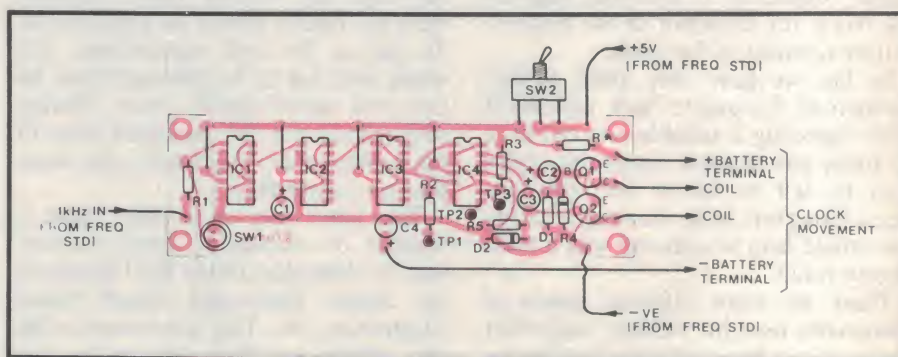 +5V
(FROM FREQ STD)
SW2
R*
R3
IC1
IC2
IC3
IC4
C2
B
Q1
E
+BATTERY
TERMINAL
COIL
R1
R2
TP3
C3
C1
TP2
E
Q2
COIL
CLOCK
MOVEMENT
1kHz IN
(FROM FREQ
STD)
SW1
C4
R5
TP1
D2
D1
R4
−BATTERY
TERMINAL
−VE
(FROM FREQ STD)